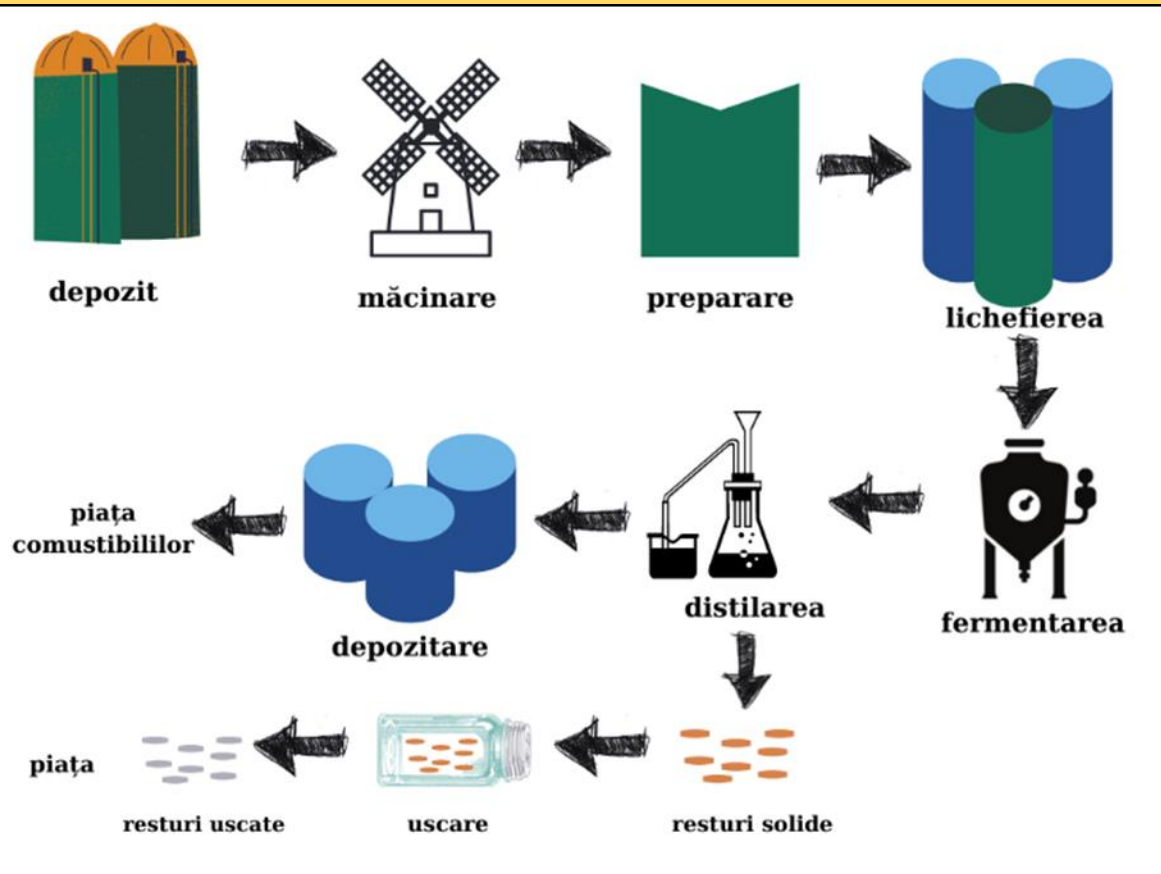 depozit
măcinare
preparare
lichefierea
piața
comustibililor
depozitare
distilarea
fermentarea
piața
resturi uscate
uscare
resturi solide